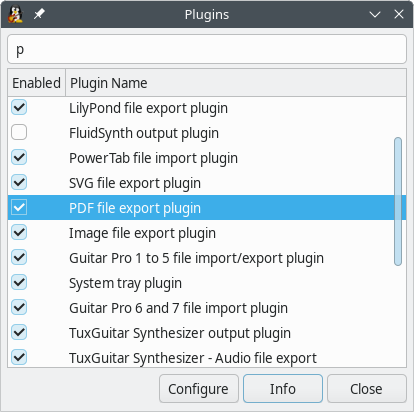 Plugins
p
Enabled Plugin Name
LilyPond file export plugin
FluidSynth output plugin
PowerTab file import plugin
SVG file export plugin
PDF file export plugin
Image file export plugin
Guitar Pro 1 to 5 file import/export plugin
System tray plugin
Guitar Pro 6 and 7 file import plugin
TuxGuitar Synthesizer output plugin
TuxGuitar Synthesizer - Audio file export
Configure Info Close